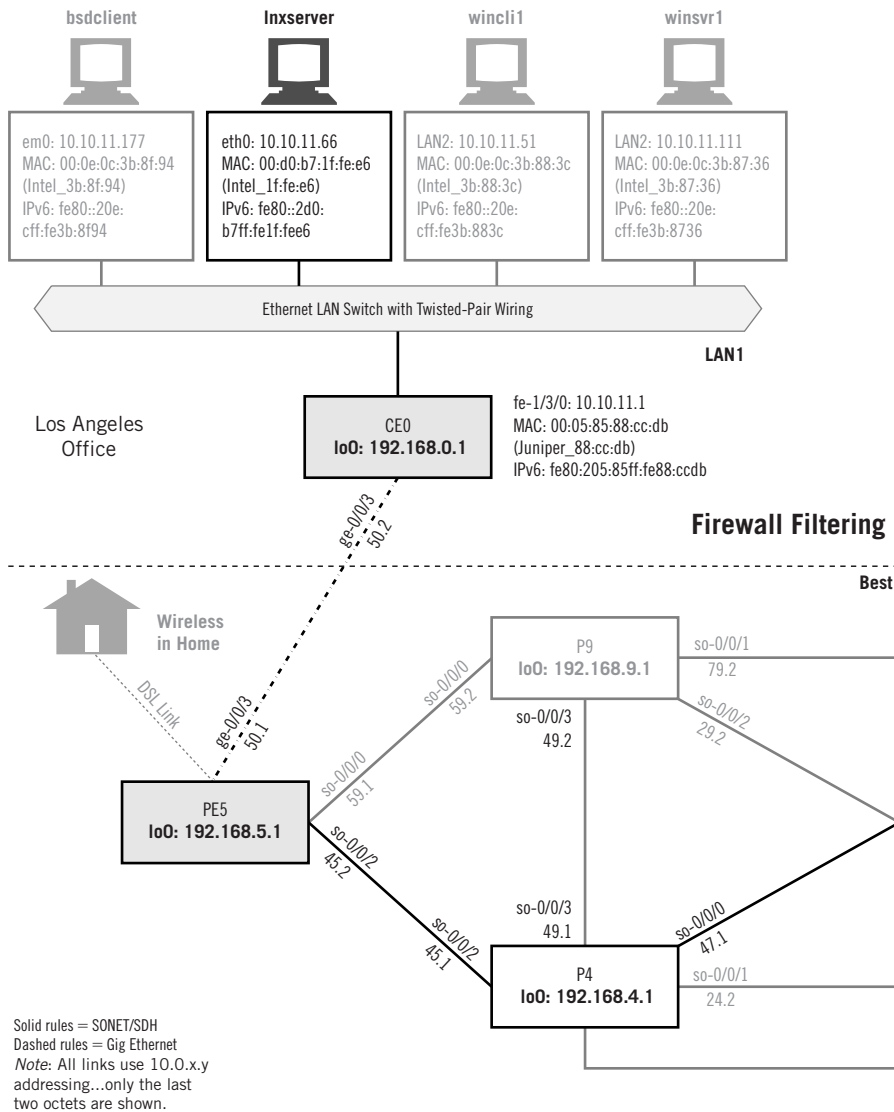 bsdclient
lnxserver
wincli1
winsvr1
em0: 10.10.11.177
MAC: 00:0e:0c:3b:8f:94
(Intel_3b:8f:94)
IPv6: fe80::20e:
cff:fe3b:8f94
eth0: 10.10.11.66
MAC: 00:d0:b7:1f:fe:e6
(Intel_1f:fe:e6)
IPv6: fe80::2d0:
b7ff:fe1f:fee6
LAN2: 10.10.11.51
MAC: 00:0e:0c:3b:88:3c
(Intel_3b:88:3c)
IPv6: fe80::20e:
cff:fe3b:883c
LAN2: 10.10.11.111
MAC: 00:0e:0c:3b:87:36
(Intel_3b:87:36)
IPv6: fe80::20e:
cff:fe3b:8736
Ethernet LAN Switch with Twisted-Pair Wiring
LAN1
Los Angeles
Office
CE0
lo0: 192.168.0.1
fe-1/3/0: 10.10.11.1
MAC: 00:05:85:88:cc:db
(Juniper_88:cc:db)
IPv6: fe80:205:85ff:fe88:ccdb
ge-0/0/3
50.2
Firewall Filtering
Best
Wireless
in Home
DSL Link
ge-0/0/3
50.1
P9
lo0: 192.168.9.1
so-0/0/1
79.2
so-0/0/0
59.2
so-0/0/3
49.2
so-0/0/2
29.2
so-0/0/0
59.1
PE5
lo0: 192.168.5.1
so-0/0/2
45.2
so-0/0/3
49.1
so-0/0/2
45.1
so-0/0/0
47.1
P4
lo0: 192.168.4.1
so-0/0/1
24.2
Solid rules = SONET/SDH
Dashed rules = Gig Ethernet
Note: All links use 10.0.x.y
addressing...only the last
two octets are shown.